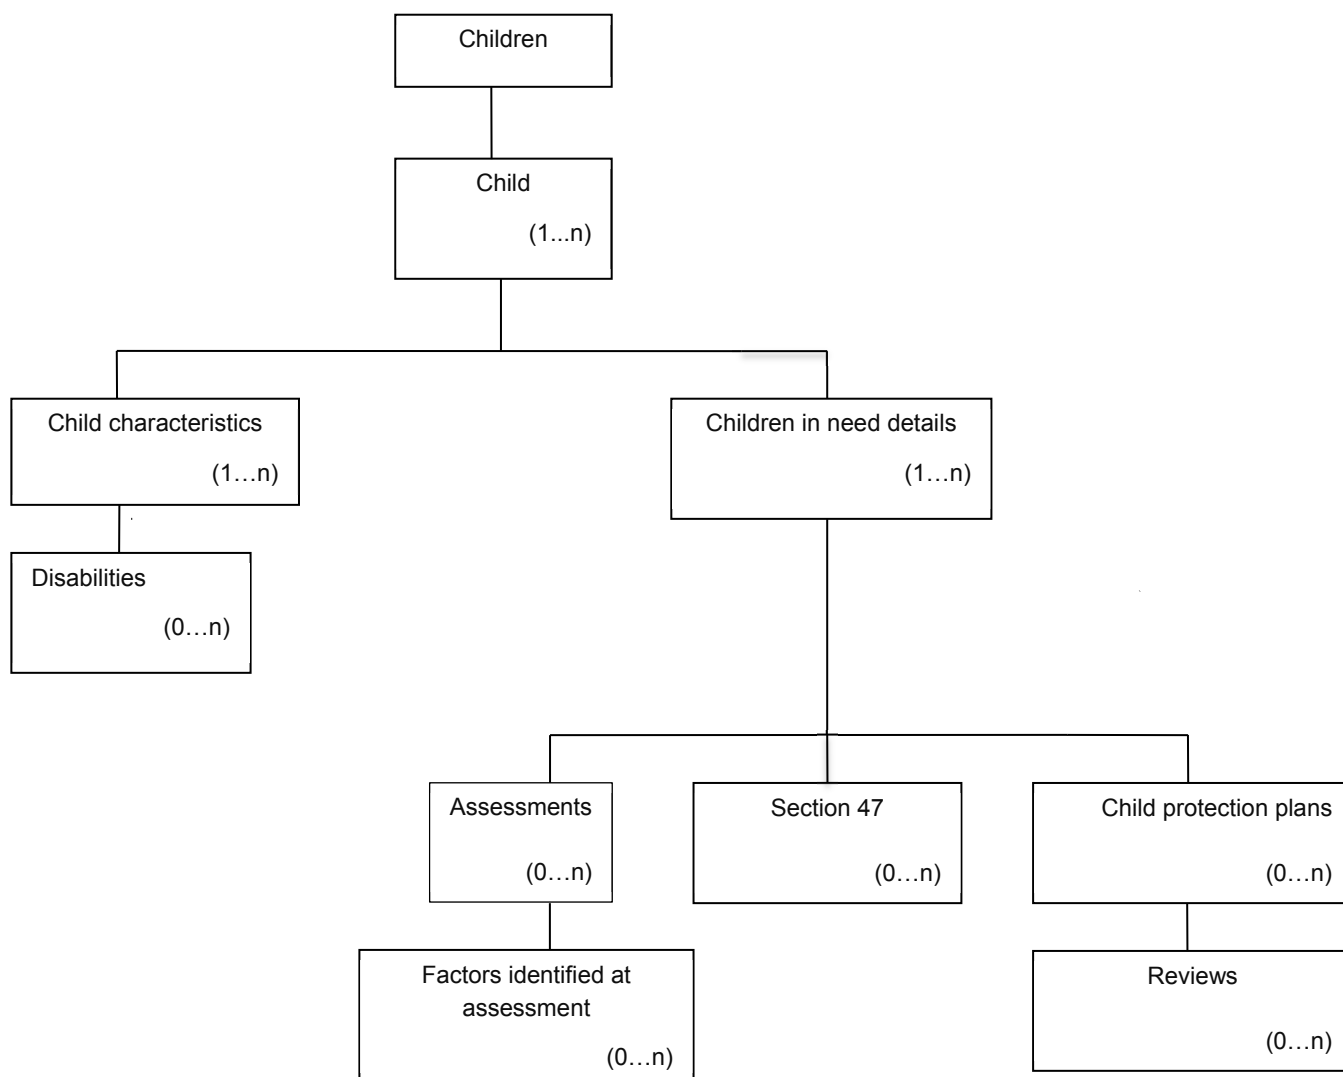 Children
Child
(1...n)
Child characteristics
(1…n)
Children in need details
(1…n)
Disabilities
(0…n)
Assessments
(0…n)
Section 47
(0…n)
Child protection plans
(0…n)
Factors identified at
assessment
(0…n)
Reviews
(0…n)